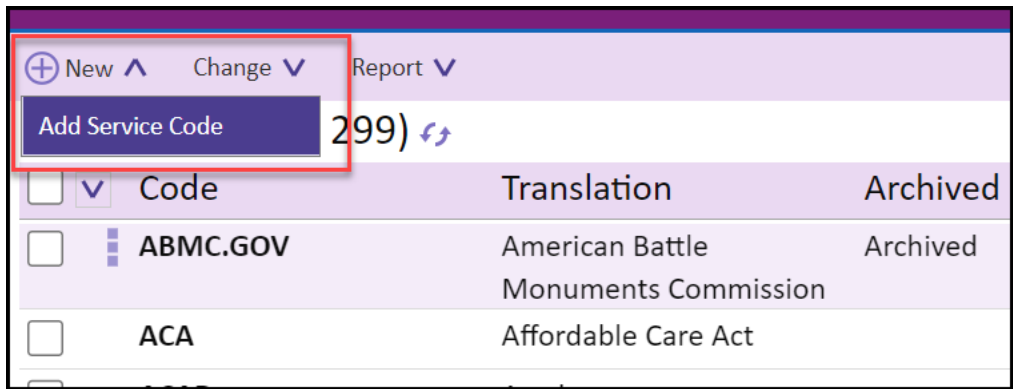 New Change Report
Add Service Code
299)
Code Translation Archived
ABMC.GOV American Battle Archived
Monuments Commission
ACA Affordable Care Act